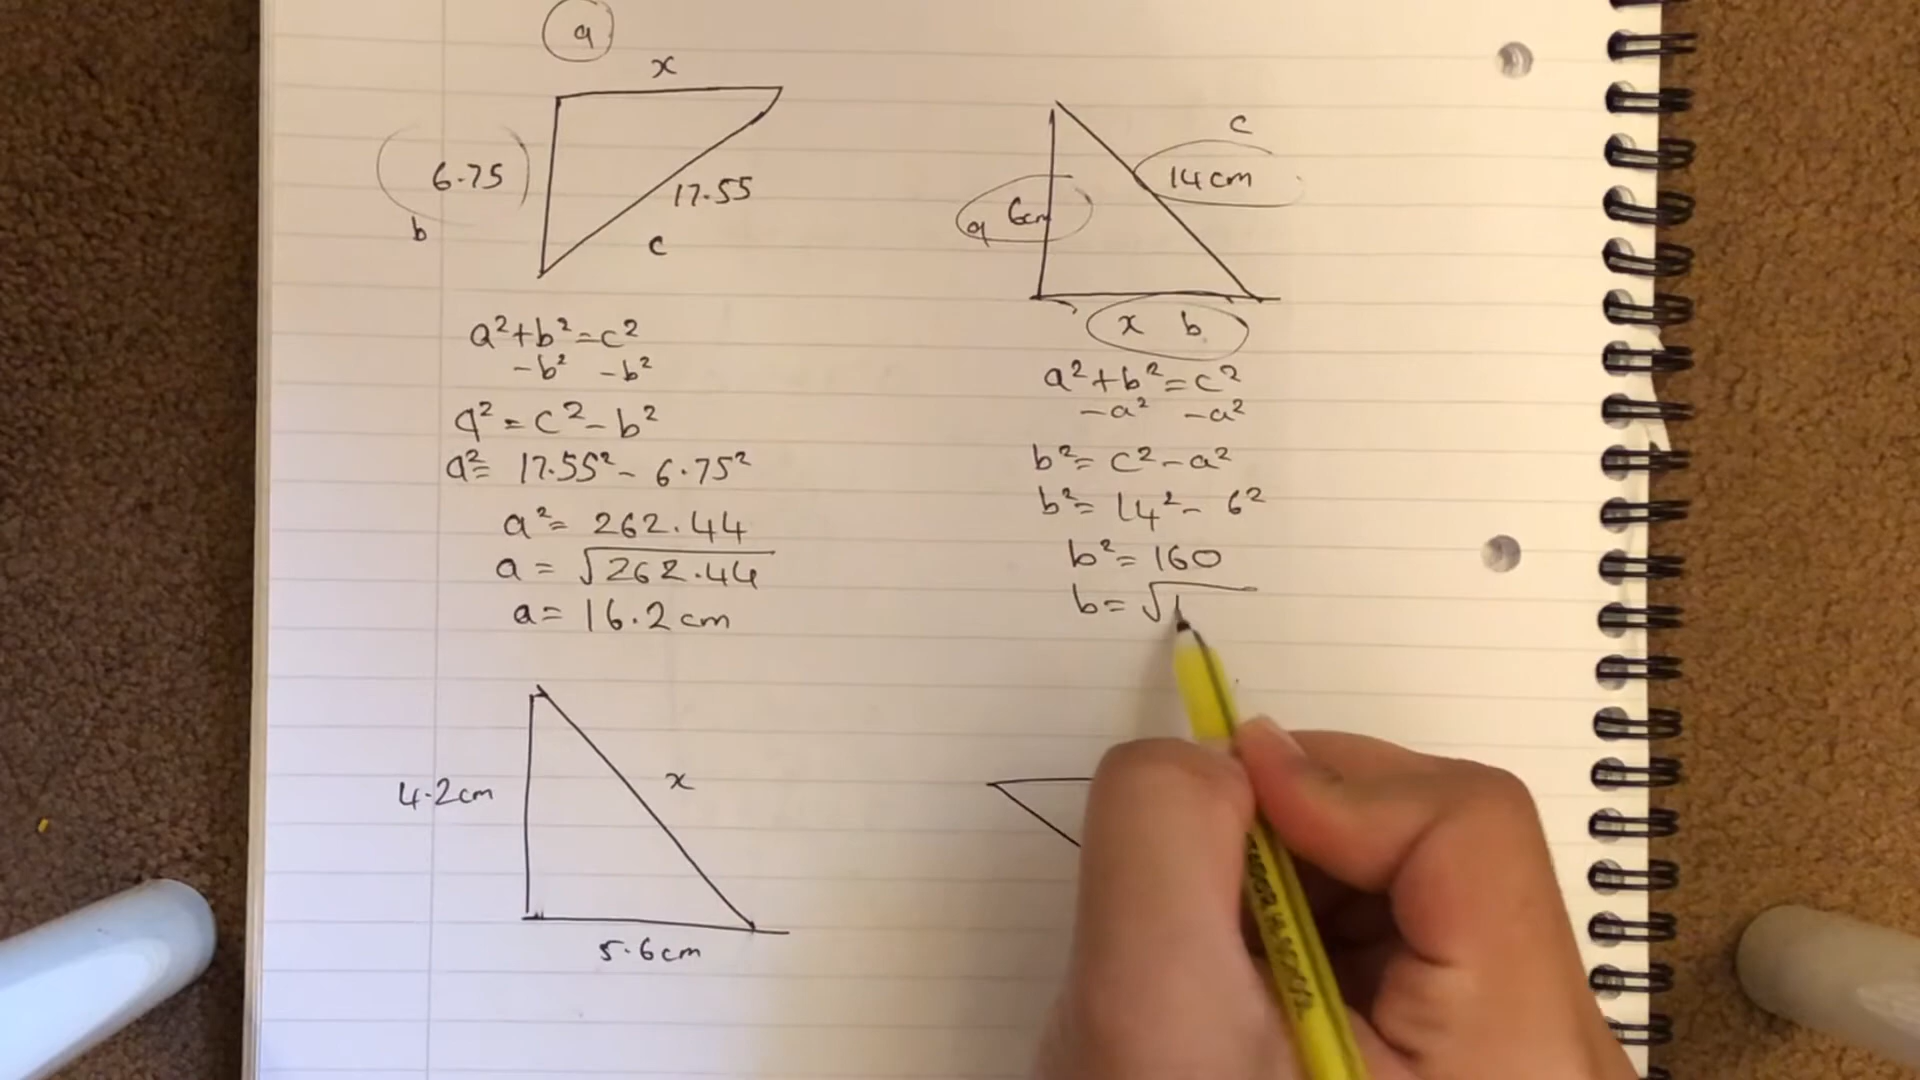 a
x
6.75
b
17.55
c
a²+b²=c²
-b² -b²
a²=c²-b²
a²= 17.55²- 6.75²
a²= 262.44
a = √262.44
a= 16.2cm
c
14cm
a 6cm
x b
a²+b²=c²
-a² -a²
b²= c²-a²
b²= 14²- 6²
b²= 160
b= √1
4.2cm
x
5.6cm